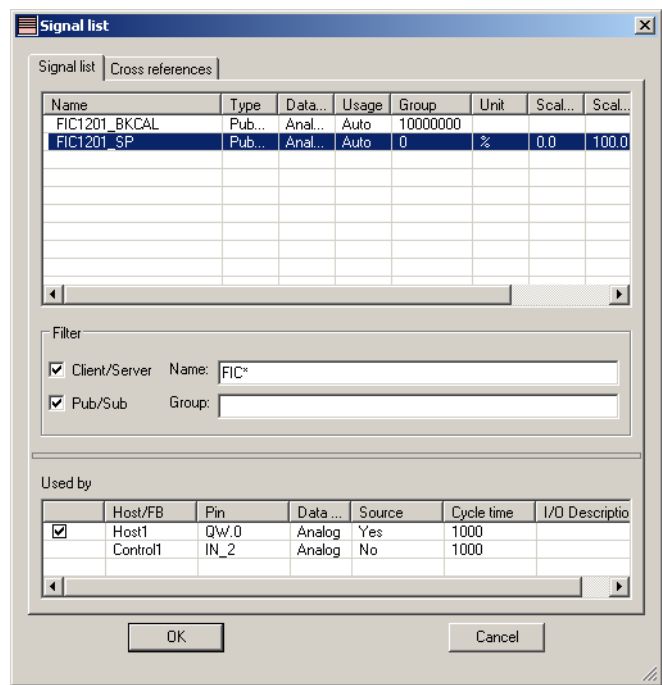 Signal list
Signal list Cross references
Name Type Data... Usage Group Unit Scal... Scal...
FIC1201_BKCAL Pub... Anal... Auto 10000000
FIC1201_SP Pub... Anal... Auto 0 % 0.0 100.0
Filter
Client/Server Name: FIC*
Pub/Sub Group:
Used by
Host/FB Pin Data ... Source Cycle time I/O Descriptio
Host1 QW.0 Analog Yes 1000
Control1 IN_2 Analog No 1000
OK Cancel